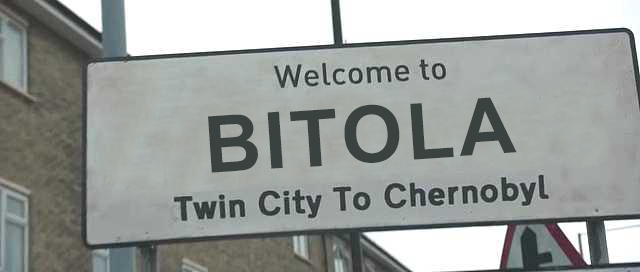 Welcome to
BITOLA
Twin City To Chernobyl